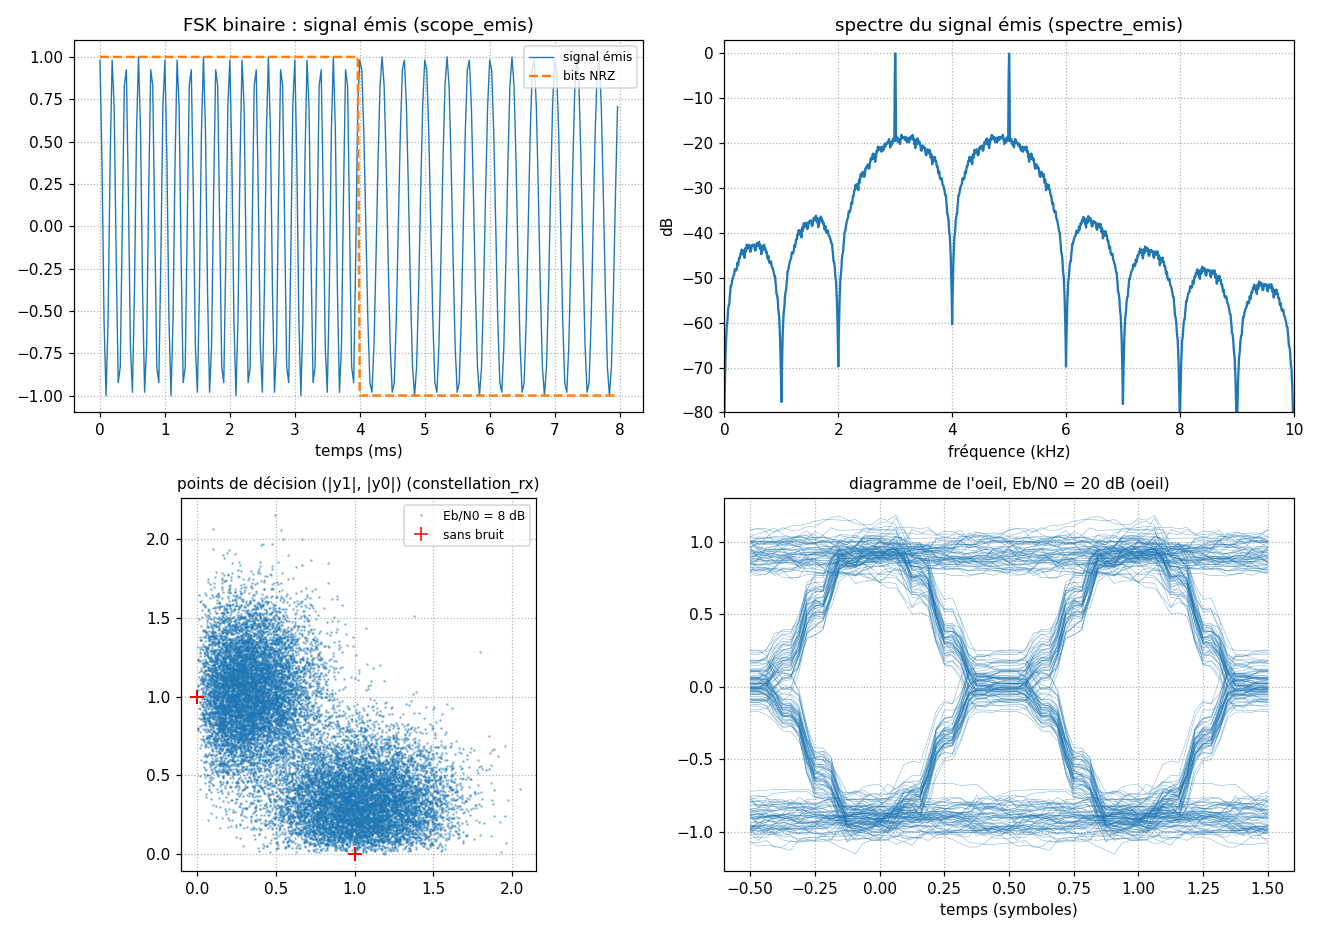 FSK binaire : signal émis (scope_emis)
1.00
0.75
0.50
0.25
0.00
−0.25
−0.50
−0.75
−1.00
signal émis
bits NRZ
0 1 2 3 4 5 6 7 8
temps (ms)
spectre du signal émis (spectre_emis)
dB
0
−10
−20
−30
−40
−50
−60
−70
−80
0 2 4 6 8 10
fréquence (kHz)
points de décision (|y1|, |y0|) (constellation_rx)
2.0
1.5
1.0
0.5
0.0
Eb/N0 = 8 dB
sans bruit
0.0 0.5 1.0 1.5 2.0
diagramme de l'oeil, Eb/N0 = 20 dB (oeil)
1.0
0.5
0.0
−0.5
−1.0
−0.50 −0.25 0.00 0.25 0.50 0.75 1.00 1.25 1.50
temps (symboles)